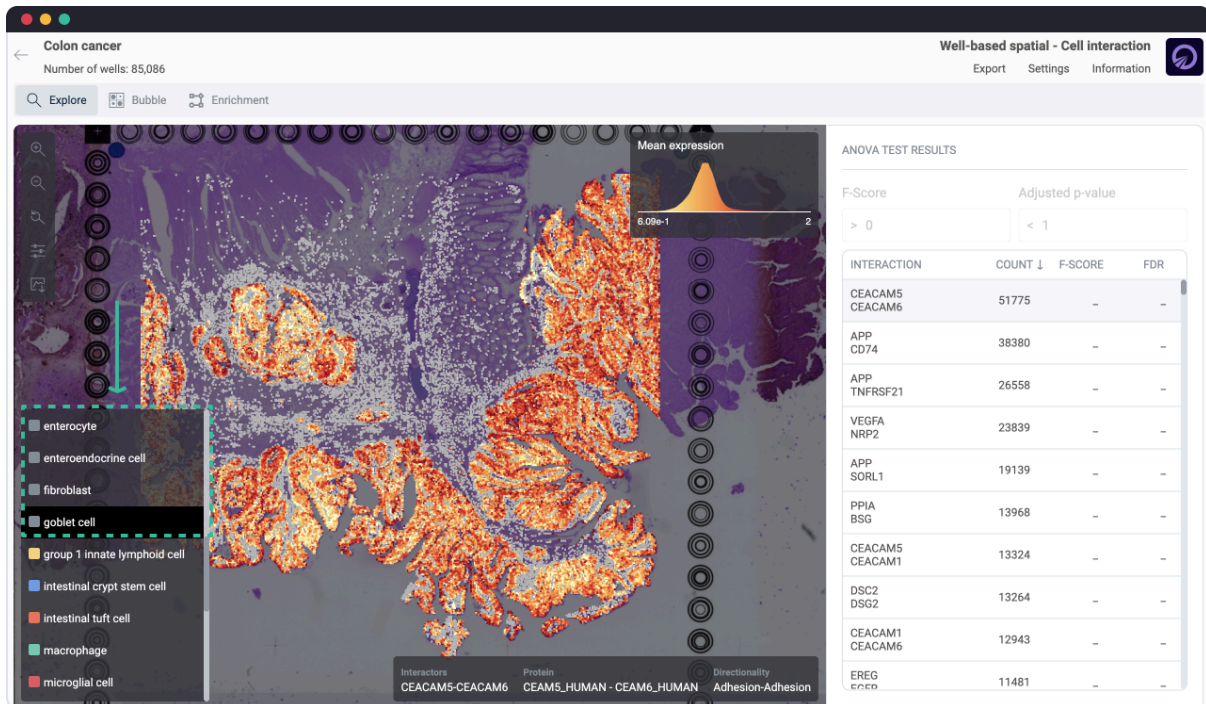 Colon cancer
Number of wells: 85,086
Well-based spatial - Cell interaction
Export Settings Information
Explore Bubble Enrichment
Mean expression
6.09e-1 2
enterocyte
enteroendocrine cell
fibroblast
goblet cell
group 1 innate lymphoid cell
intestinal crypt stem cell
intestinal tuft cell
macrophage
microglial cell
Interactors Protein Directionality
CEACAM5-CEACAM6 CEAM5_HUMAN - CEAM6_HUMAN Adhesion-Adhesion
ANOVA TEST RESULTS
F-Score Adjusted p-value
> 0 < 1
INTERACTION COUNT ↓ F-SCORE FDR
CEACAM5
CEACAM6 51775 – –
APP
CD74 38380 – –
APP
TNFRSF21 26558 – –
VEGFA
NRP2 23839 – –
APP
SORL1 19139 – –
PPIA
BSG 13968 – –
CEACAM5
CEACAM1 13324 – –
DSC2
DSG2 13264 – –
CEACAM1
CEACAM6 12943 – –
EREG
EGFR 11481 – –